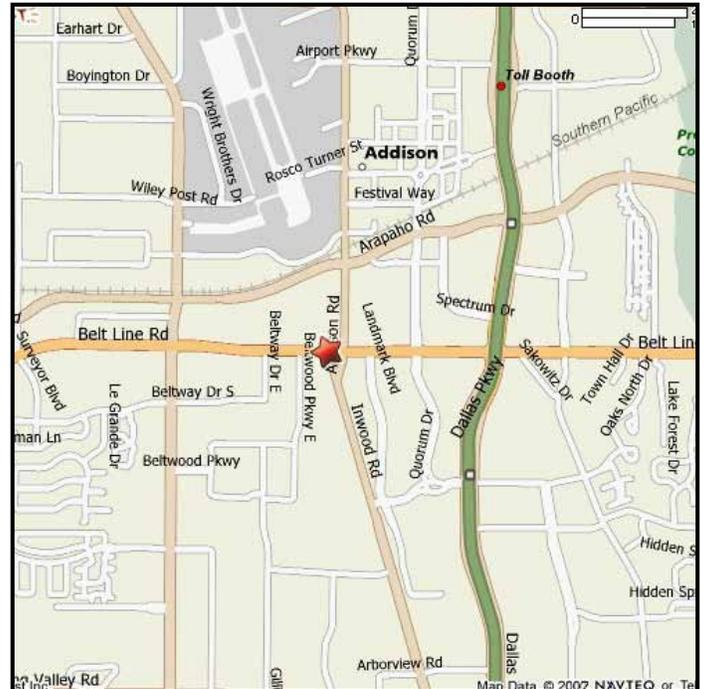 Earhart Dr
Boyington Dr
Wright Brothers Dr
Wiley Post Rd
Airport Pkwy
Quorum
0
Toll Booth
Southern Pacific
Rosco Turner St
Addison
Festival Way
Arapaho Rd
Spectrum Dr
Belt Line Rd
Belt Lin
Surveyor Blvd
Beltway Dr E
Beltwood Pkwy E
Landmark Blvd
Dallas Pkwy
Sakowitz Dr
Town Hall Dr
Oaks North Dr
Lake Forest Dr
Le Grande Dr
Beltway Dr S
man Ln
Beltwood Pkwy
Inwood Rd
Quorum Dr
Hidden S
Hidden Sp
Valley Rd
Arborview Rd
Dallas
Map Data © 2007 NAVTEQ or Te